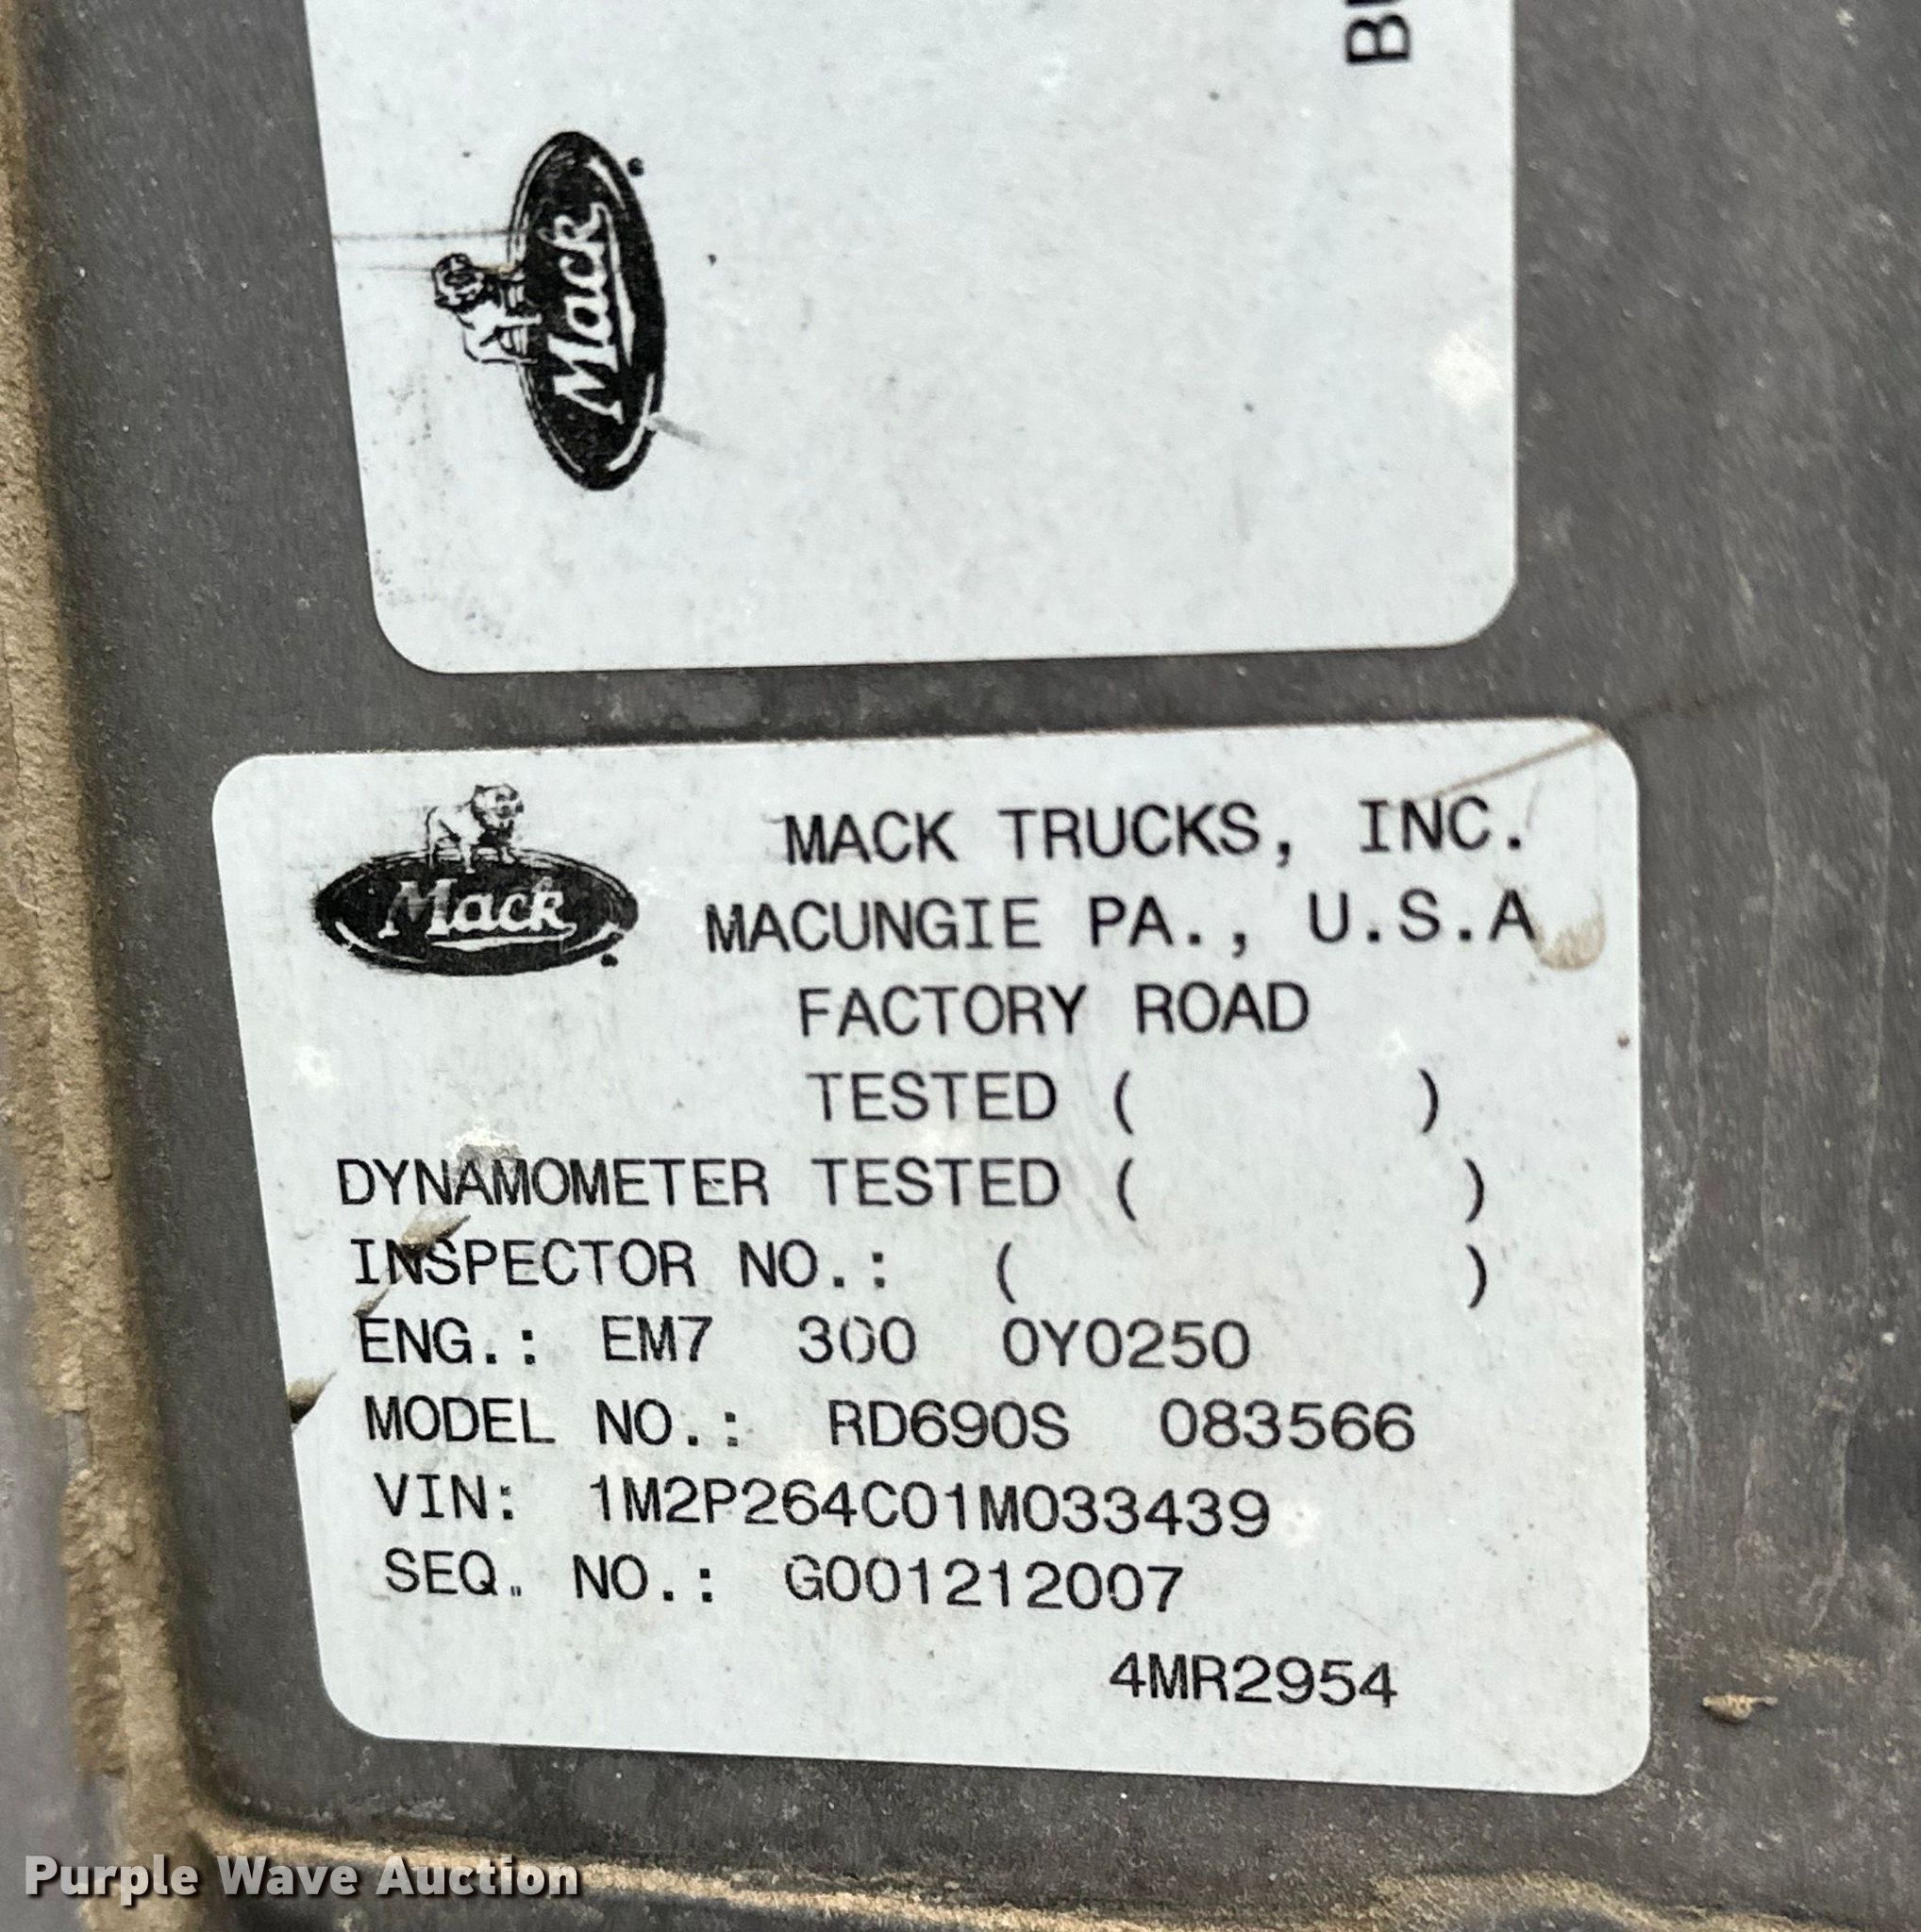 Mack
Mack
MACK TRUCKS, INC.
MACUNGIE PA., U.S.A
FACTORY ROAD
TESTED ( )
DYNAMOMETER TESTED ( )
INSPECTOR NO.: ( )
ENG.: EM7 300 0Y0250
MODEL NO.: RD690S 083566
VIN: 1M2P264C01M033439
SEQ. NO.: G001212007
4MR2954
Purple Wave Auction